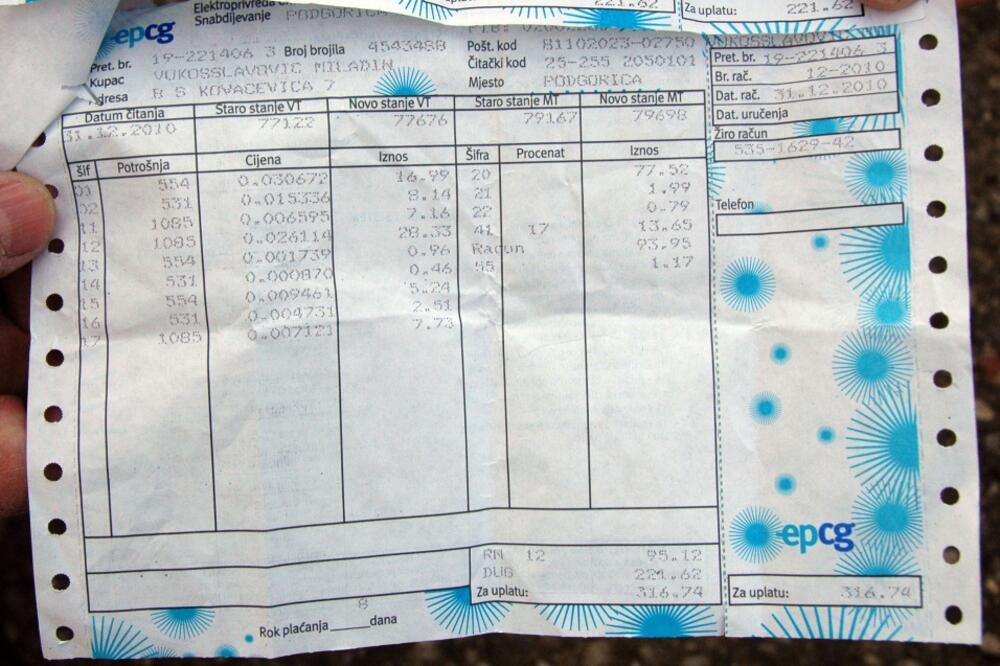 221.62 Za uplatu: 221.62
Elektroprivreda
Snabdijevanje PODGORICA
epcg
Pret. br. 19-221406 3 Broj brojila 4543488 Pošt. kod 81102023-02750
Kupac VUKOSSLAVOVIC MILADIN Čitački kod 25-255 2050101
Adresa B S KOVACEVICA 7 Mjesto PODGORICA
Datum čitanja Staro stanje VT Novo stanje VT Staro stanje MT Novo stanje MT
31.12.2010 77122 77676 79167 79698
šif Potrošnja Cijena Iznos Šifra Procenat Iznos
01 554 0.030672 16.99 20 77.52
02 531 0.015336 8.14 21 1.99
11 1085 0.006595 7.16 22 0.79
12 1085 0.026114 28.33 41 17 13.65
13 554 0.001739 0.96 Racun 93.95
14 531 0.000870 0.46 45 1.17
15 554 0.009461 5.24
16 531 0.004731 2.51
17 1085 0.007121 7.73
RN 12 95.12
DUG 221.62
Za uplatu: 316.74
8
Rok plaćanja______dana
Pret. br. 19-221406 3
Br. rač. 12-2010
Dat. rač. 31.12.2010
Dat. uručenja
Žiro račun
535-1629-42
Telefon
epcg
Za uplatu: 316.74